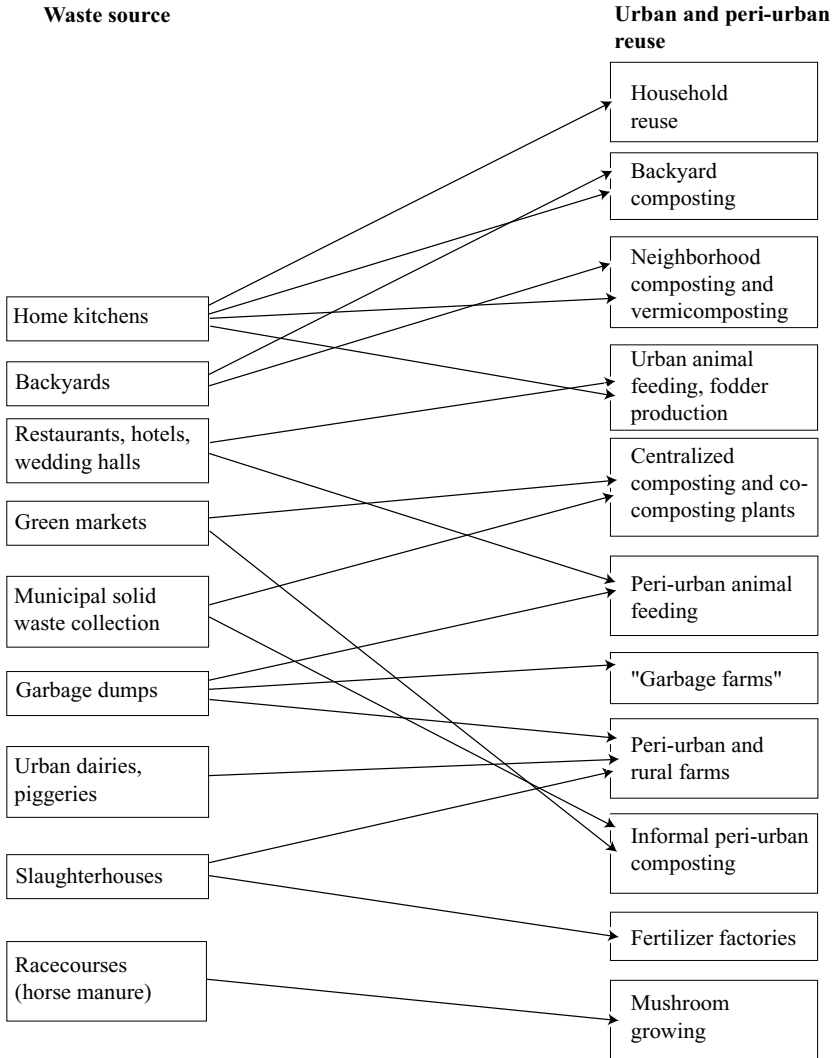 Waste source
Urban and peri-urban
reuse
Household
reuse
Backyard
composting
Neighborhood
composting and
vermicomposting
Home kitchens
Backyards
Urban animal
feeding, fodder
production
Restaurants, hotels,
wedding halls
Centralized
composting and co-
composting plants
Green markets
Municipal solid
waste collection
Peri-urban animal
feeding
Garbage dumps
"Garbage farms"
Peri-urban and
rural farms
Urban dairies,
piggeries
Informal peri-urban
composting
Slaughterhouses
Fertilizer factories
Racecourses
(horse manure)
Mushroom
growing